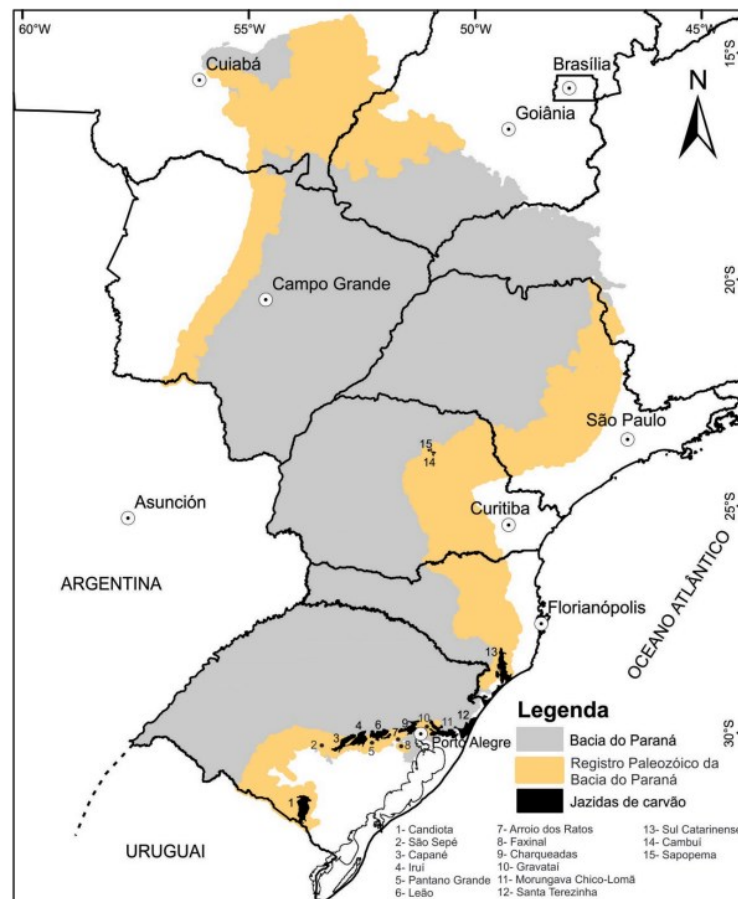 60°W
55°W
50°W
45°W
15°S
Cuiabá
Brasília
Goiânia
N
Campo Grande
20°S
São Paulo
15
14
Asunción
Curitiba
25°S
ARGENTINA
Florianópolis
OCEANO ATLÂNTICO
13
Legenda
Bacia do Paraná
Registro Paleozóico da
Bacia do Paraná
Jazidas de carvão
12
11
10
9
8
7
6
5
4
3
2
1
Porto Alegre
30°S
URUGUAI
1- Candiota
2- São Sepé
3- Capané
4- Iruí
5- Pantano Grande
6- Leão
7- Arroio dos Ratos
8- Faxinal
9- Charqueadas
10- Gravataí
11- Morungava Chico-Lomã
12- Santa Terezinha
13- Sul Catarinense
14- Cambuí
15- Sapopema